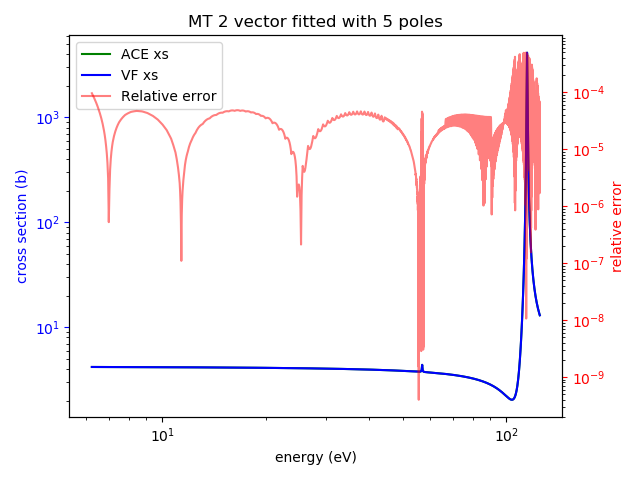 MT 2 vector fitted with 5 poles
ACE xs
VF xs
Relative error
cross section (b)
10³
10²
10¹
10⁻⁴
10⁻⁵
10⁻⁶
10⁻⁷
10⁻⁸
10⁻⁹
relative error
10¹
10²
energy (eV)